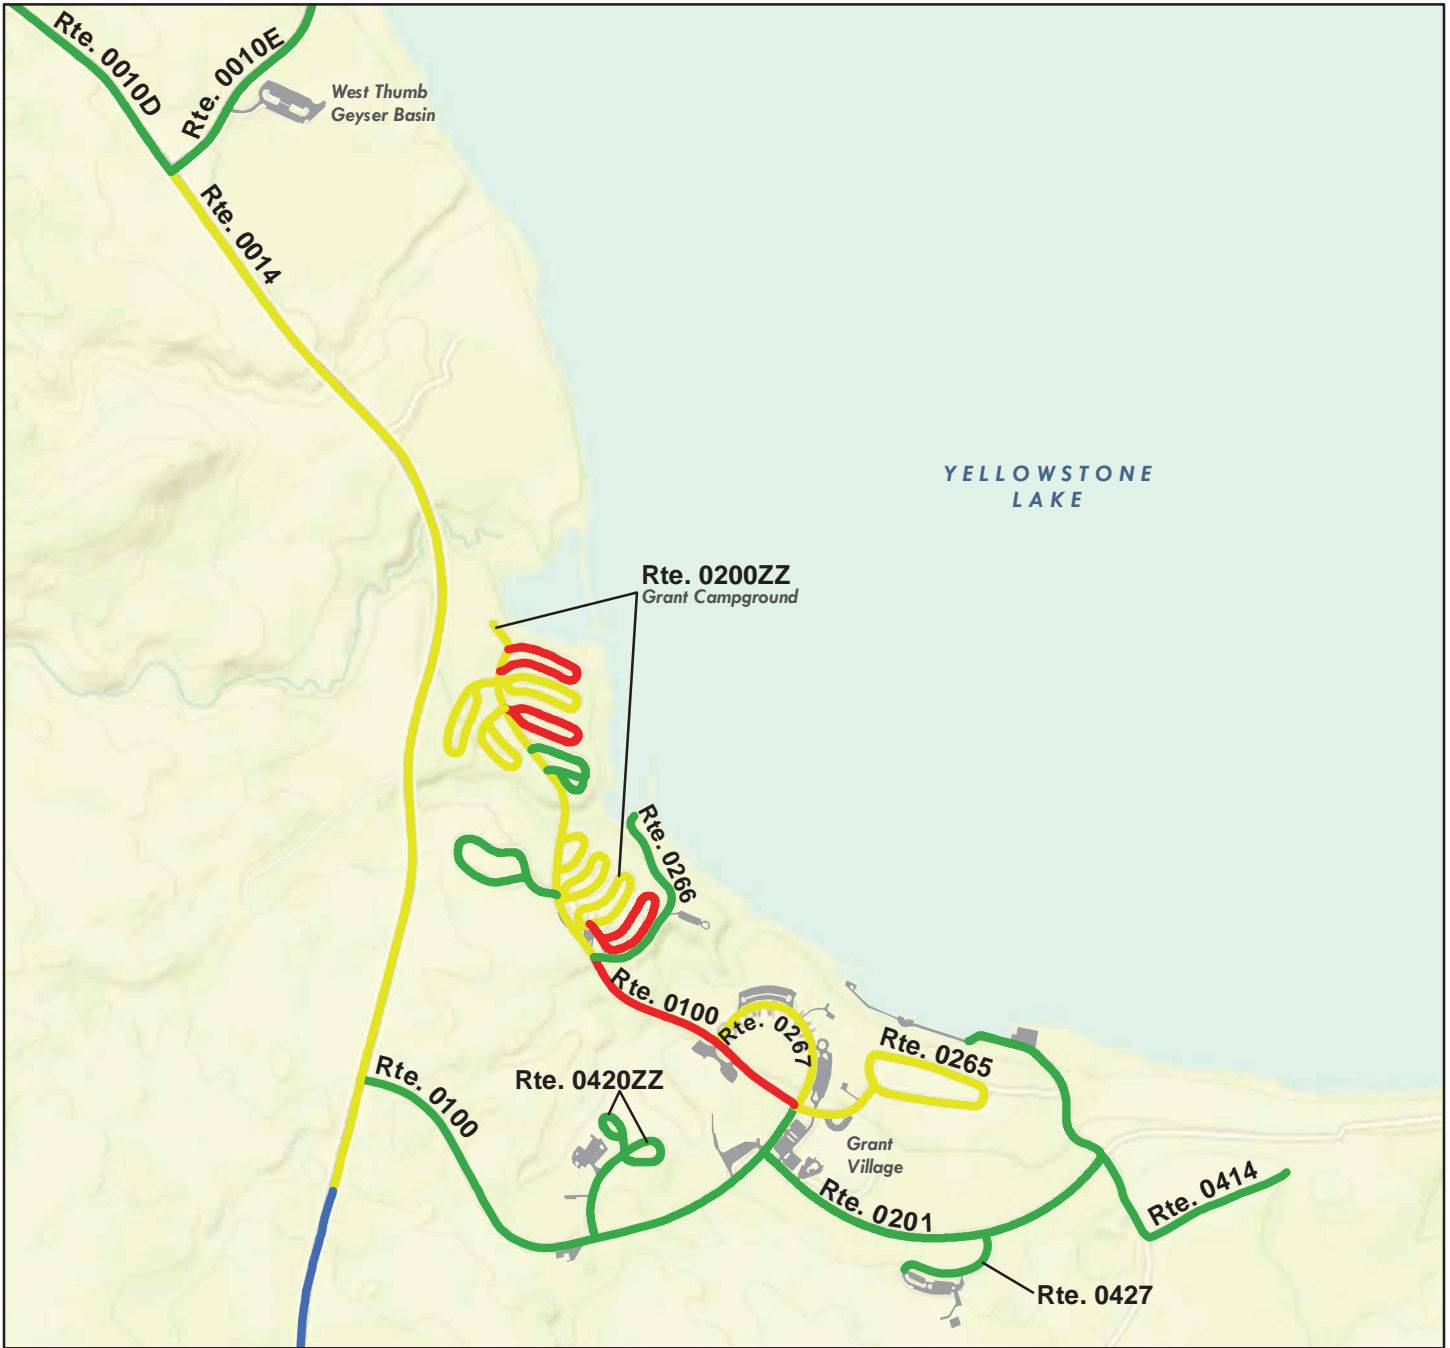 Rte. 0010D
Rte. 0010E
West Thumb
Geyser Basin
Rte. 0014
YELLOWSTONE
LAKE
Rte. 0200ZZ
Grant Campground
Rte. 0266
Rte. 0100
Rte. 0267
Rte. 0265
Rte. 0100
Rte. 0420ZZ
Grant
Village
Rte. 0414
Rte. 0201
Rte. 0427